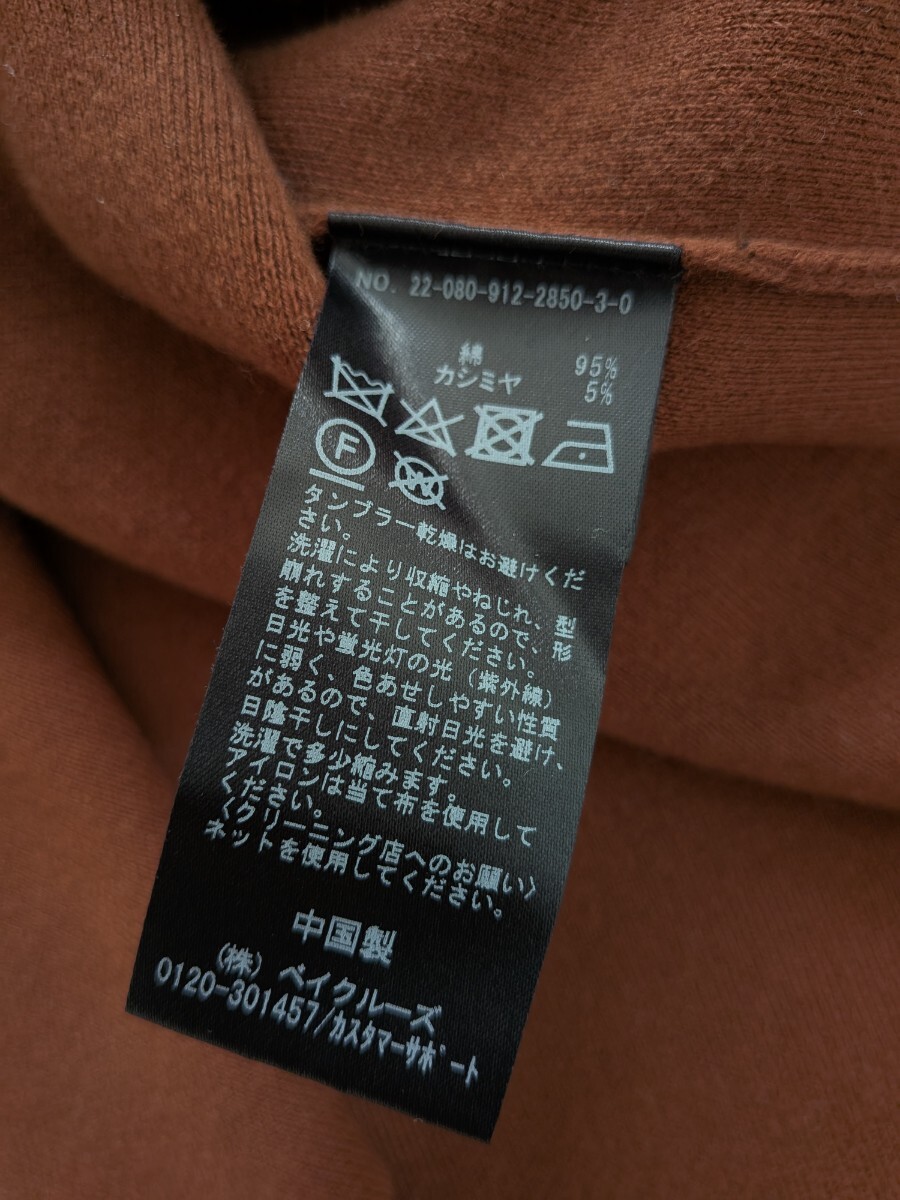 NO. 22-080-912-2850-3-0
綿 95%
カシミヤ 5%
F
W
タンブラー乾燥はお避けくだ
さい。
洗濯により収縮やねじれ、型
崩れすることがあるので、形
を整えて干してください。
日光や蛍光灯の光（紫外線）
に弱く、色あせしやすい性質
があるので、直射日光を避け、
日陰干しにしてください。
洗濯で多少縮みます。
アイロンは当て布を使用して
ください。
〈クリーニング店へのお願い〉
ネットを使用してください。
中国製
（株）ベイクルーズ
0120-301457/カスタマーサポート